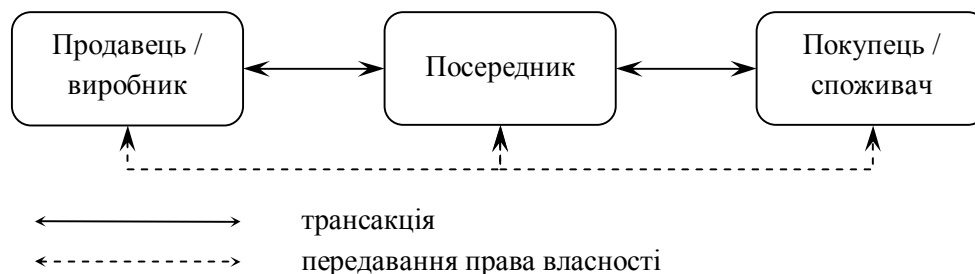 Продавець /
виробник
Посередник
Покупець /
споживач
трансакція
передавання права власності